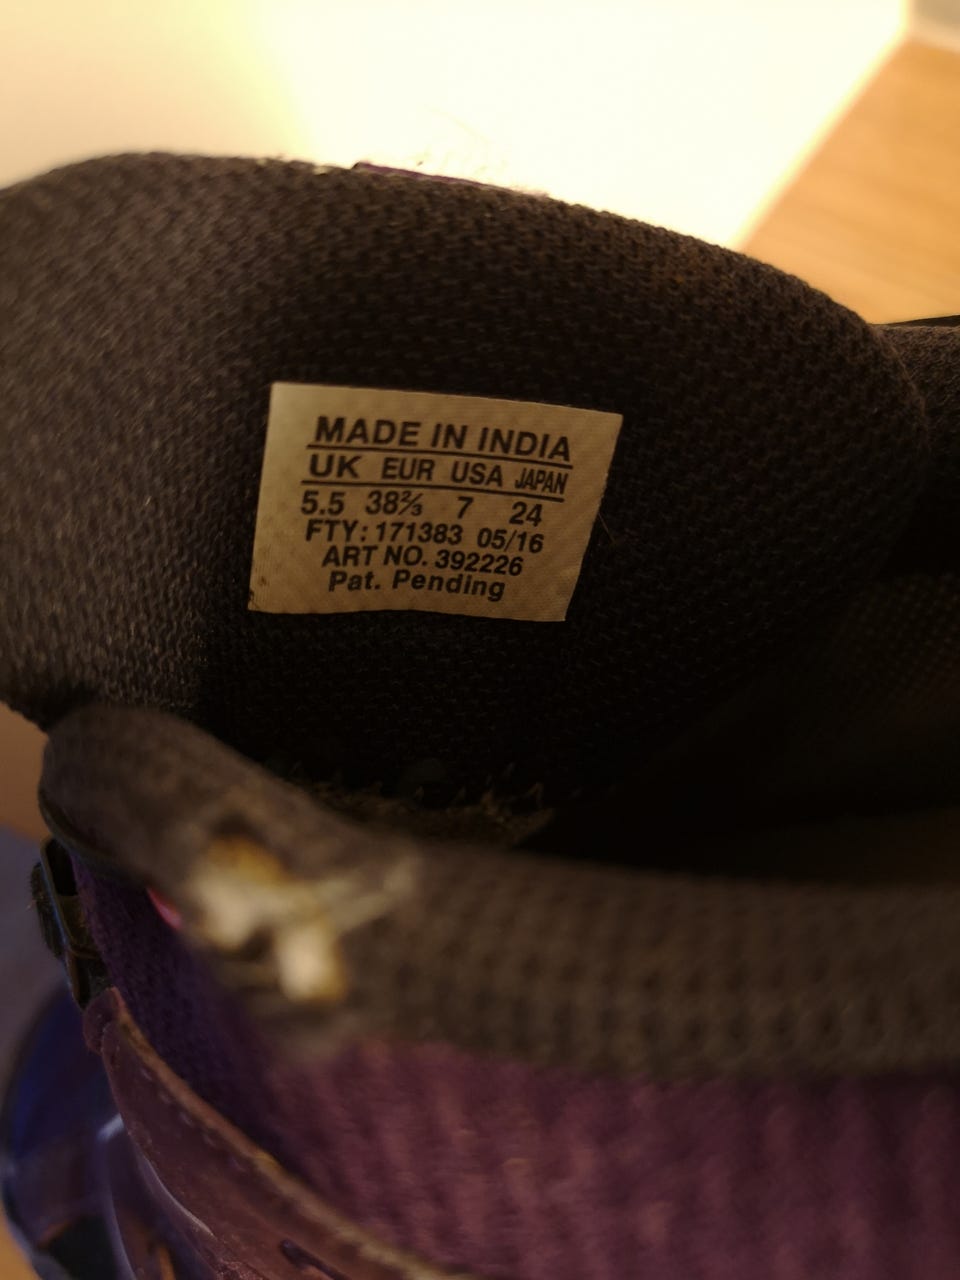 MADE IN INDIA
UK EUR USA JAPAN
5.5 38⅔ 7 24
FTY: 171383 05/16
ART NO. 392226
Pat. Pending